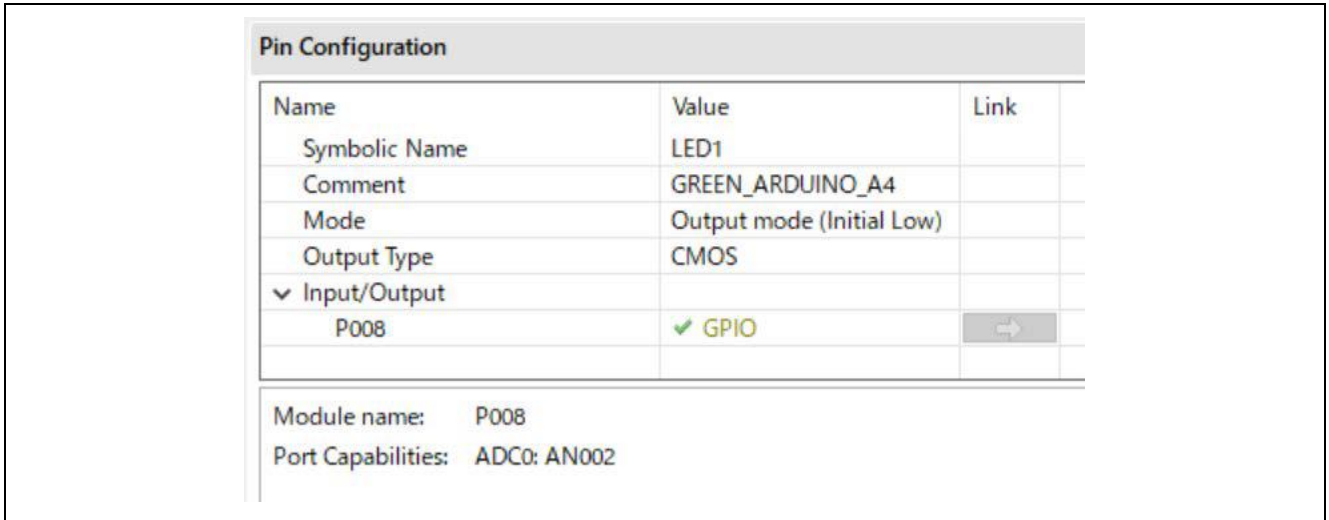 Pin Configuration
Name Value Link
Symbolic Name LED1
Comment GREEN_ARDUINO_A4
Mode Output mode (Initial Low)
Output Type CMOS
Input/Output
P008 GPIO
Module name: P008
Port Capabilities: ADC0: AN002